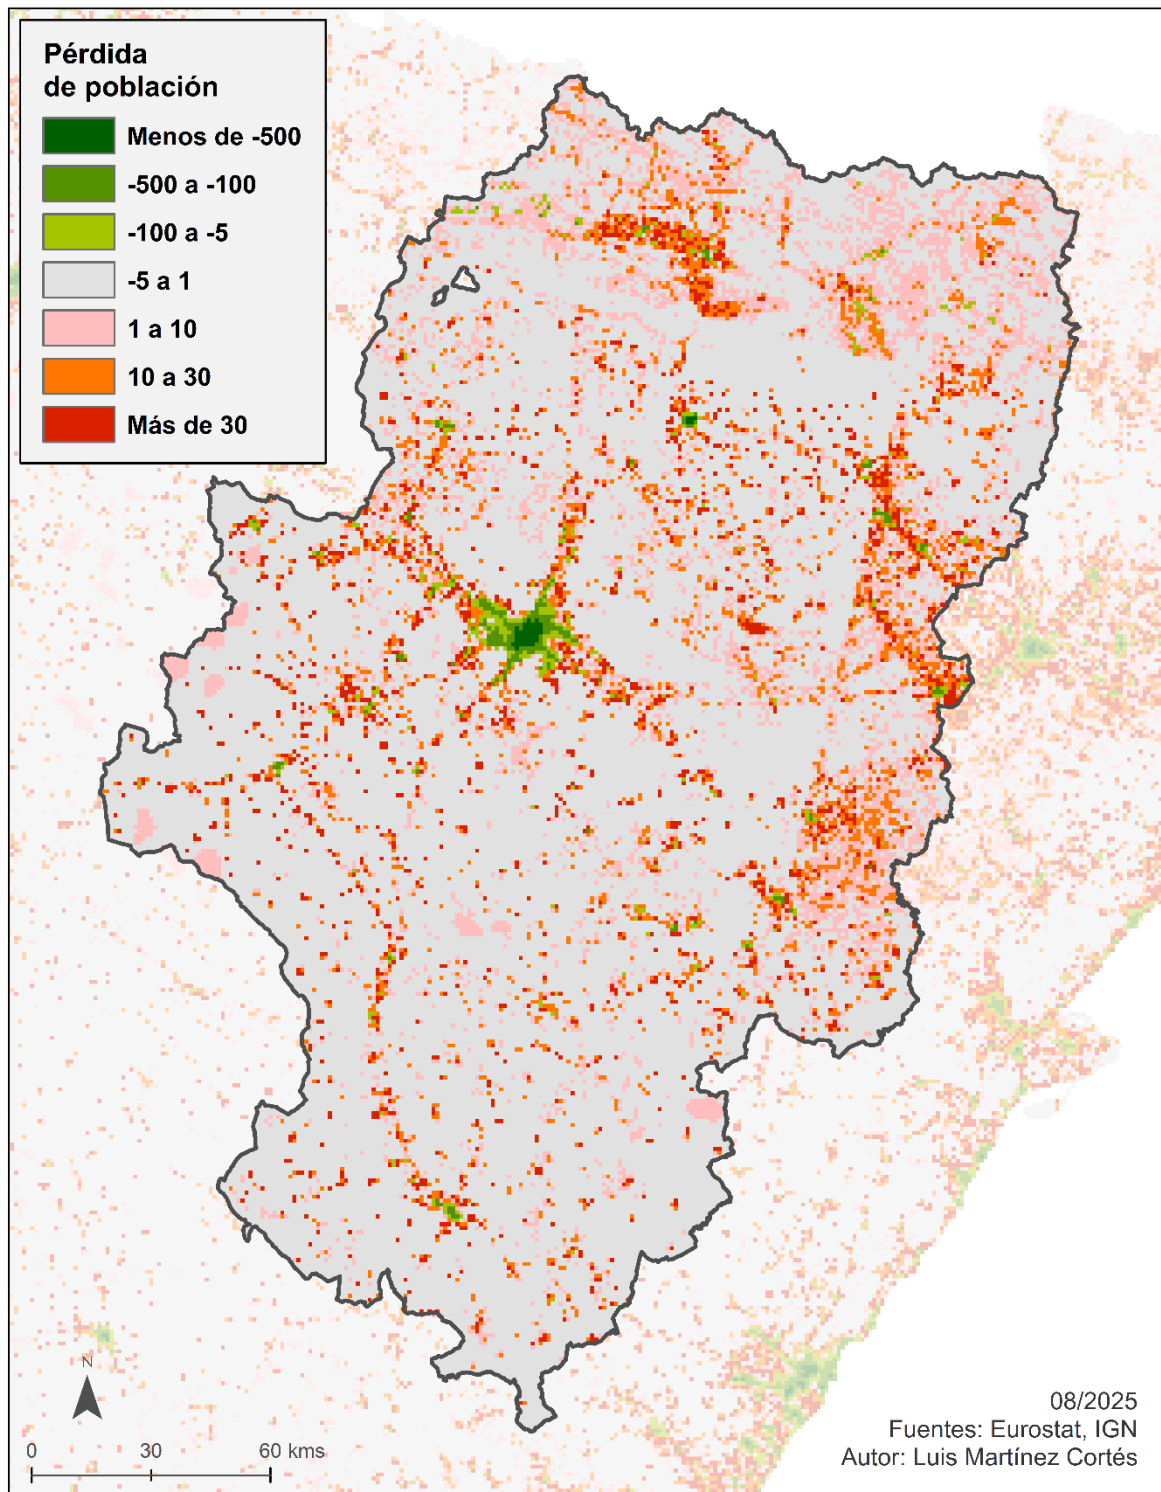 Pérdida
de población
Menos de -500
-500 a -100
-100 a -5
-5 a 1
1 a 10
10 a 30
Más de 30
N
0 30 60 kms
08/2025
Fuentes: Eurostat, IGN
Autor: Luis Martínez Cortés